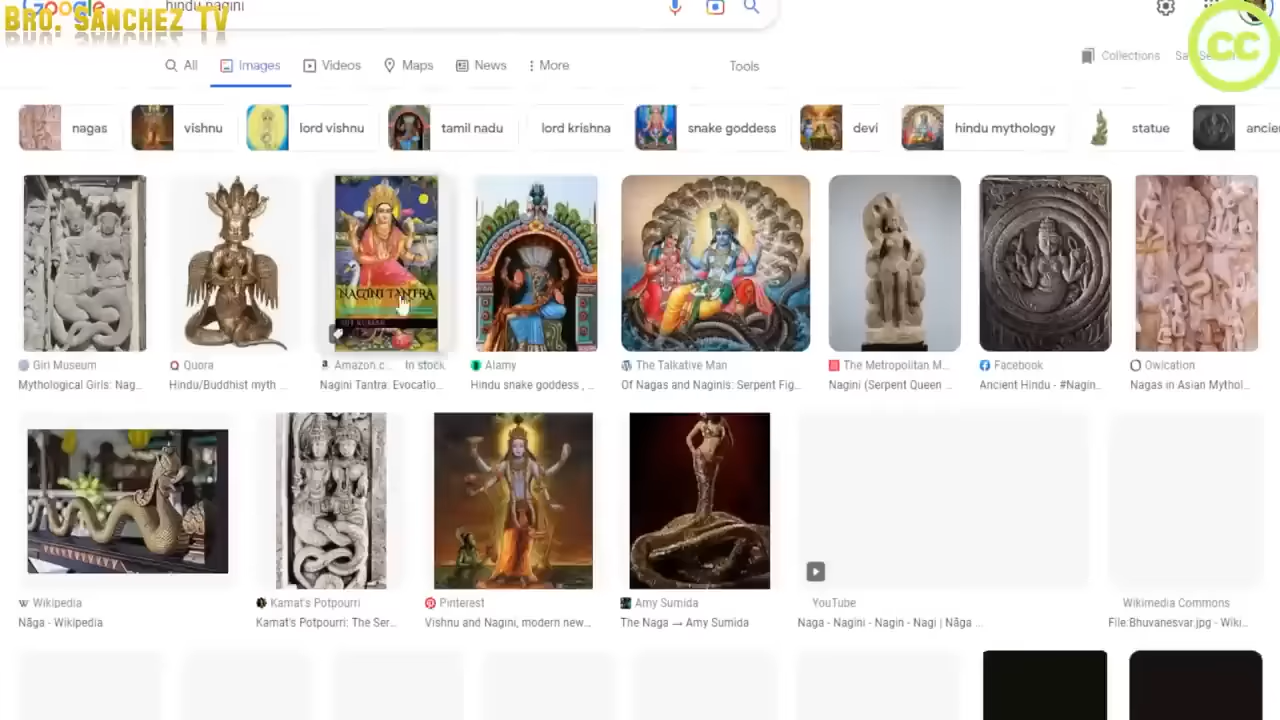 Google
hindu nagini
BRO. SANCHEZ TV
CC
All
Images
Videos
Maps
News
More
Tools
Collections
nagas
vishnu
lord vishnu
tamil nadu
lord krishna
snake goddess
devi
hindu mythology
statue
NAGINI TANTRA
Giri Museum
Mythological Girls: Nag...
Quora
Hindu/Buddhist myth ...
Amazon.c...
In stock
Nagini Tantra: Evocatio...
Alamy
Hindu snake goddess , ...
The Talkative Man
Of Nagas and Naginis: Serpent Fig...
The Metropolitan M...
Nagini (Serpent Queen ...
Facebook
Ancient Hindu - #Nagin...
Owlcation
Nagas in Asian Mythol...
W Wikipedia
Nāga - Wikipedia
Kamat's Potpourri
Kamat's Potpourri: The Ser...
Pinterest
Vishnu and Nagini, modern new...
Amy Sumida
The Naga → Amy Sumida
YouTube
Naga - Nagini - Nagin - Nagi | Nāga ...
Wikimedia Commons
File:Bhuvanesvar.jpg - Wiki...